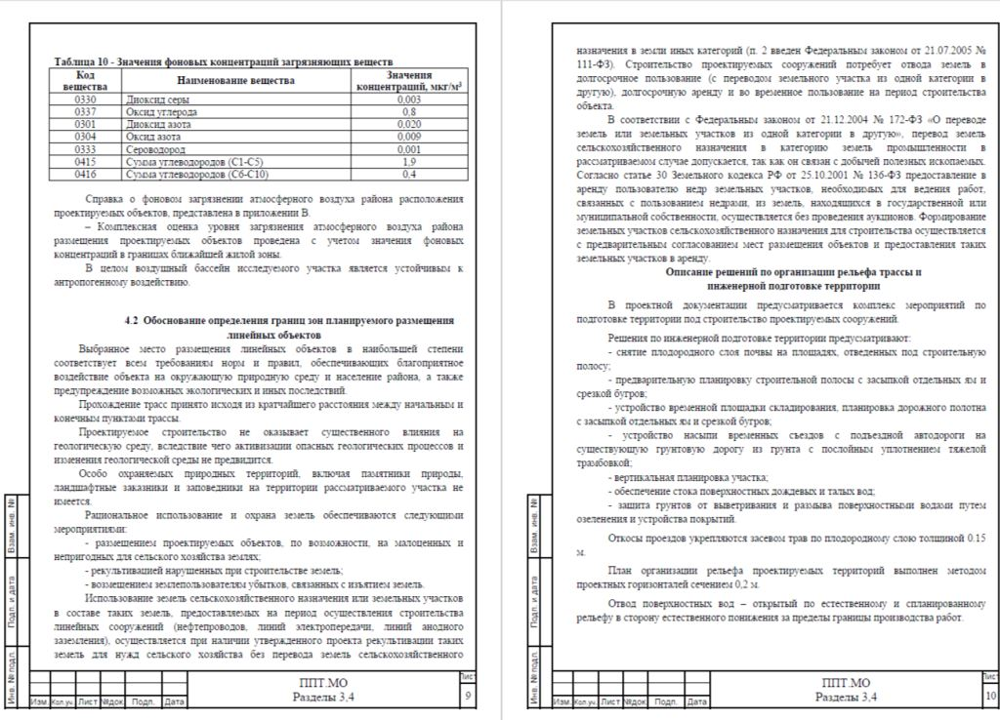 Таблица 10 - Значения фоновых концентраций загрязняющих веществ
Код вещества Наименование вещества Значения концентраций, мкг/м³
0330 Диоксид серы 0,003
0337 Оксид углерода 0,8
0301 Диоксид азота 0,020
0304 Оксид азота 0,009
0333 Сероводород 0,001
0415 Сумма углеводородов (С1-С5) 1,9
0416 Сумма углеводородов (С6-С10) 0,4
Справка о фоновом загрязнении атмосферного воздуха района расположения
проектируемых объектов, представлена в приложении В.
– Комплексная оценка уровня загрязнения атмосферного воздуха района
размещения проектируемых объектов проведена с учетом значения фоновых
концентраций в границах ближайшей жилой зоны.
В целом воздушный бассейн исследуемого участка является устойчивым к
антропогенному воздействию.
4.2 Обоснование определения границ зон планируемого размещения
линейных объектов
Выбранное место размещения линейных объектов в наибольшей степени
соответствует всем требованиям норм и правил, обеспечивающих благоприятное
воздействие объекта на окружающую природную среду и население района, а также
предупреждение возможных экологических и иных последствий.
Прохождение трасс принято исходя из кратчайшего расстояния между начальным и
конечным пунктами трассы.
Проектируемое строительство не оказывает существенного влияния на
геологическую среду, вследствие чего активизации опасных геологических процессов и
изменения геологической среды не предвидится.
Особо охраняемых природных территорий, включая памятники природы,
ландшафтные заказники и заповедники на территории рассматриваемого участка не
имеется.
Рациональное использование и охрана земель обеспечиваются следующими
мероприятиями:
- размещением проектируемых объектов, по возможности, на малоценных и
непригодных для сельского хозяйства землях;
- рекультивацией нарушенных при строительстве земель;
- возмещением землепользователям убытков, связанных с изъятием земель.
Использование земель сельскохозяйственного назначения или земельных участков
в составе таких земель, предоставляемых на период осуществления строительства
линейных сооружений (нефтепроводов, линий электропередачи, линий анодного
заземления), осуществляется при наличии утвержденного проекта рекультивации таких
земель для нужд сельского хозяйства без перевода земель сельскохозяйственного
Взам. инв. №
Подп. и дата
Инв. № подл.
Изм. Кол.уч. Лист №док Подп. Дата
ППТ.МО
Разделы 3,4
Лист
9
назначения в земли иных категорий (п. 2 введен Федеральным законом от 21.07.2005 №
111-ФЗ). Строительство проектируемых сооружений потребует отвода земель в
долгосрочное пользование (с переводом земельного участка из одной категории в
другую), долгосрочную аренду и во временное пользование на период строительства
объекта.
В соответствии с Федеральным законом от 21.12.2004 № 172-ФЗ «О переводе
земель или земельных участков из одной категории в другую», перевод земель
сельскохозяйственного назначения в категорию земель промышленности в
рассматриваемом случае допускается, так как он связан с добычей полезных ископаемых.
Согласно статье 30 Земельного кодекса РФ от 25.10.2001 № 136-ФЗ предоставление в
аренду пользователю недр земельных участков, необходимых для ведения работ,
связанных с пользованием недрами, из земель, находящихся в государственной или
муниципальной собственности, осуществляется без проведения аукционов. Формирование
земельных участков сельскохозяйственного назначения для строительства осуществляется
с предварительным согласованием мест размещения объектов и предоставления таких
земельных участков в аренду.
Описание решений по организации рельефа трассы и
инженерной подготовке территории
В проектной документации предусматривается комплекс мероприятий по
подготовке территории под строительство проектируемых сооружений.
Решения по инженерной подготовке территории предусматривают:
- снятие плодородного слоя почвы на площадях, отведенных под строительную
полосу;
- предварительную планировку строительной полосы с засыпкой отдельных ям и
срезкой бугров;
- устройство временной площадки складирования, планировка дорожного полотна
с засыпкой отдельных ям и срезкой бугров;
- устройство насыпи временных съездов с подъездной автодороги на
существующую грунтовую дорогу из грунта с послойным уплотнением тяжелой
трамбовкой;
- вертикальная планировка участка;
- обеспечение стока поверхностных дождевых и талых вод;
- защита грунтов от выветривания и размыва поверхностными водами путем
озеленения и устройства покрытий.
Откосы проездов укрепляются засевом трав по плодородному слою толщиной 0.15
м.
План организации рельефа проектируемых территорий выполнен методом
проектных горизонталей сечением 0,2 м.
Отвод поверхностных вод – открытый по естественному и спланированному
рельефу в сторону естественного понижения за пределы границы производства работ.
Взам. инв. №
Подп. и дата
Инв. № подл.
Изм. Кол.уч. Лист №док Подп. Дата
ППТ.МО
Разделы 3,4
Лист
10